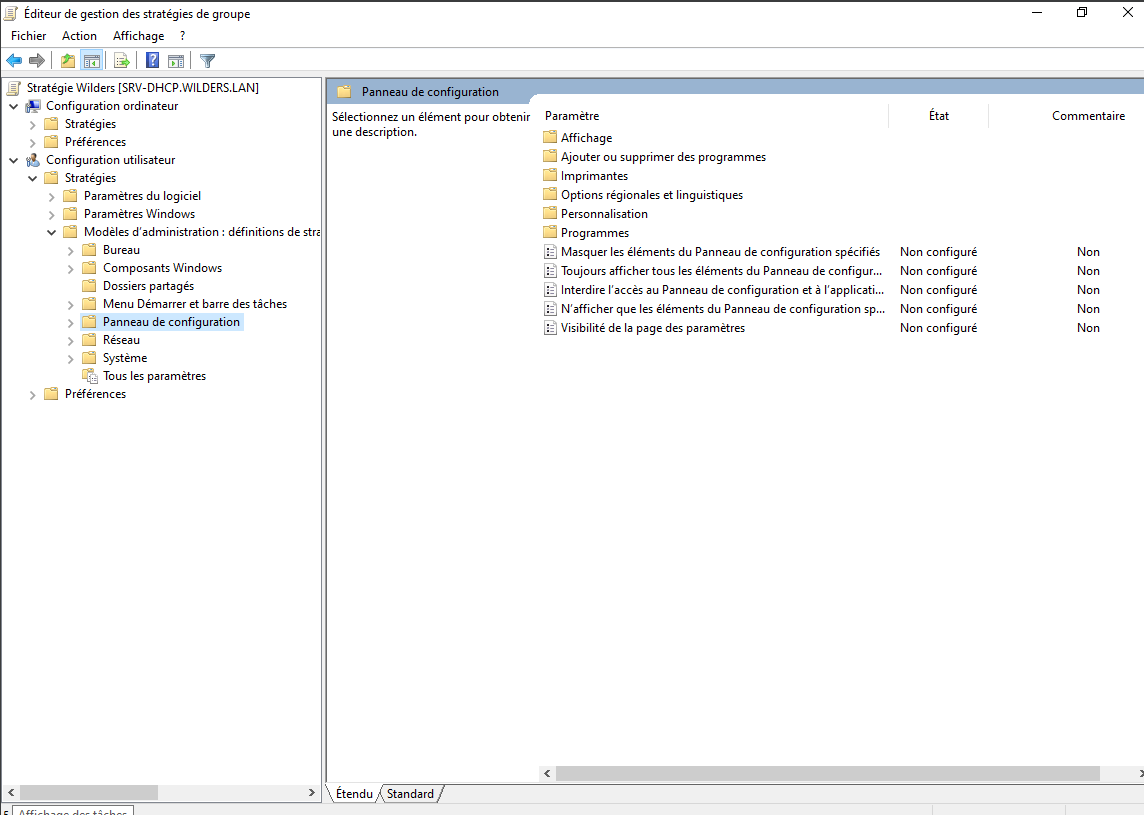 Éditeur de gestion des stratégies de groupe
Fichier Action Affichage ?
Stratégie Wilders [SRV-DHCP.WILDERS.LAN]
Configuration ordinateur
Stratégies
Préférences
Configuration utilisateur
Stratégies
Paramètres du logiciel
Paramètres Windows
Modèles d'administration : définitions de stra
Bureau
Composants Windows
Dossiers partagés
Menu Démarrer et barre des tâches
Panneau de configuration
Réseau
Système
Tous les paramètres
Préférences
Panneau de configuration
Sélectionnez un élément pour obtenir
une description.
Paramètre État Commentaire
Affichage
Ajouter ou supprimer des programmes
Imprimantes
Options régionales et linguistiques
Personnalisation
Programmes
Masquer les éléments du Panneau de configuration spécifiés Non configuré Non
Toujours afficher tous les éléments du Panneau de configur... Non configuré Non
Interdire l'accès au Panneau de configuration et à l'applicati... Non configuré Non
N'afficher que les éléments du Panneau de configuration sp... Non configuré Non
Visibilité de la page des paramètres Non configuré Non
Étendu Standard
5 Affichage des tâches